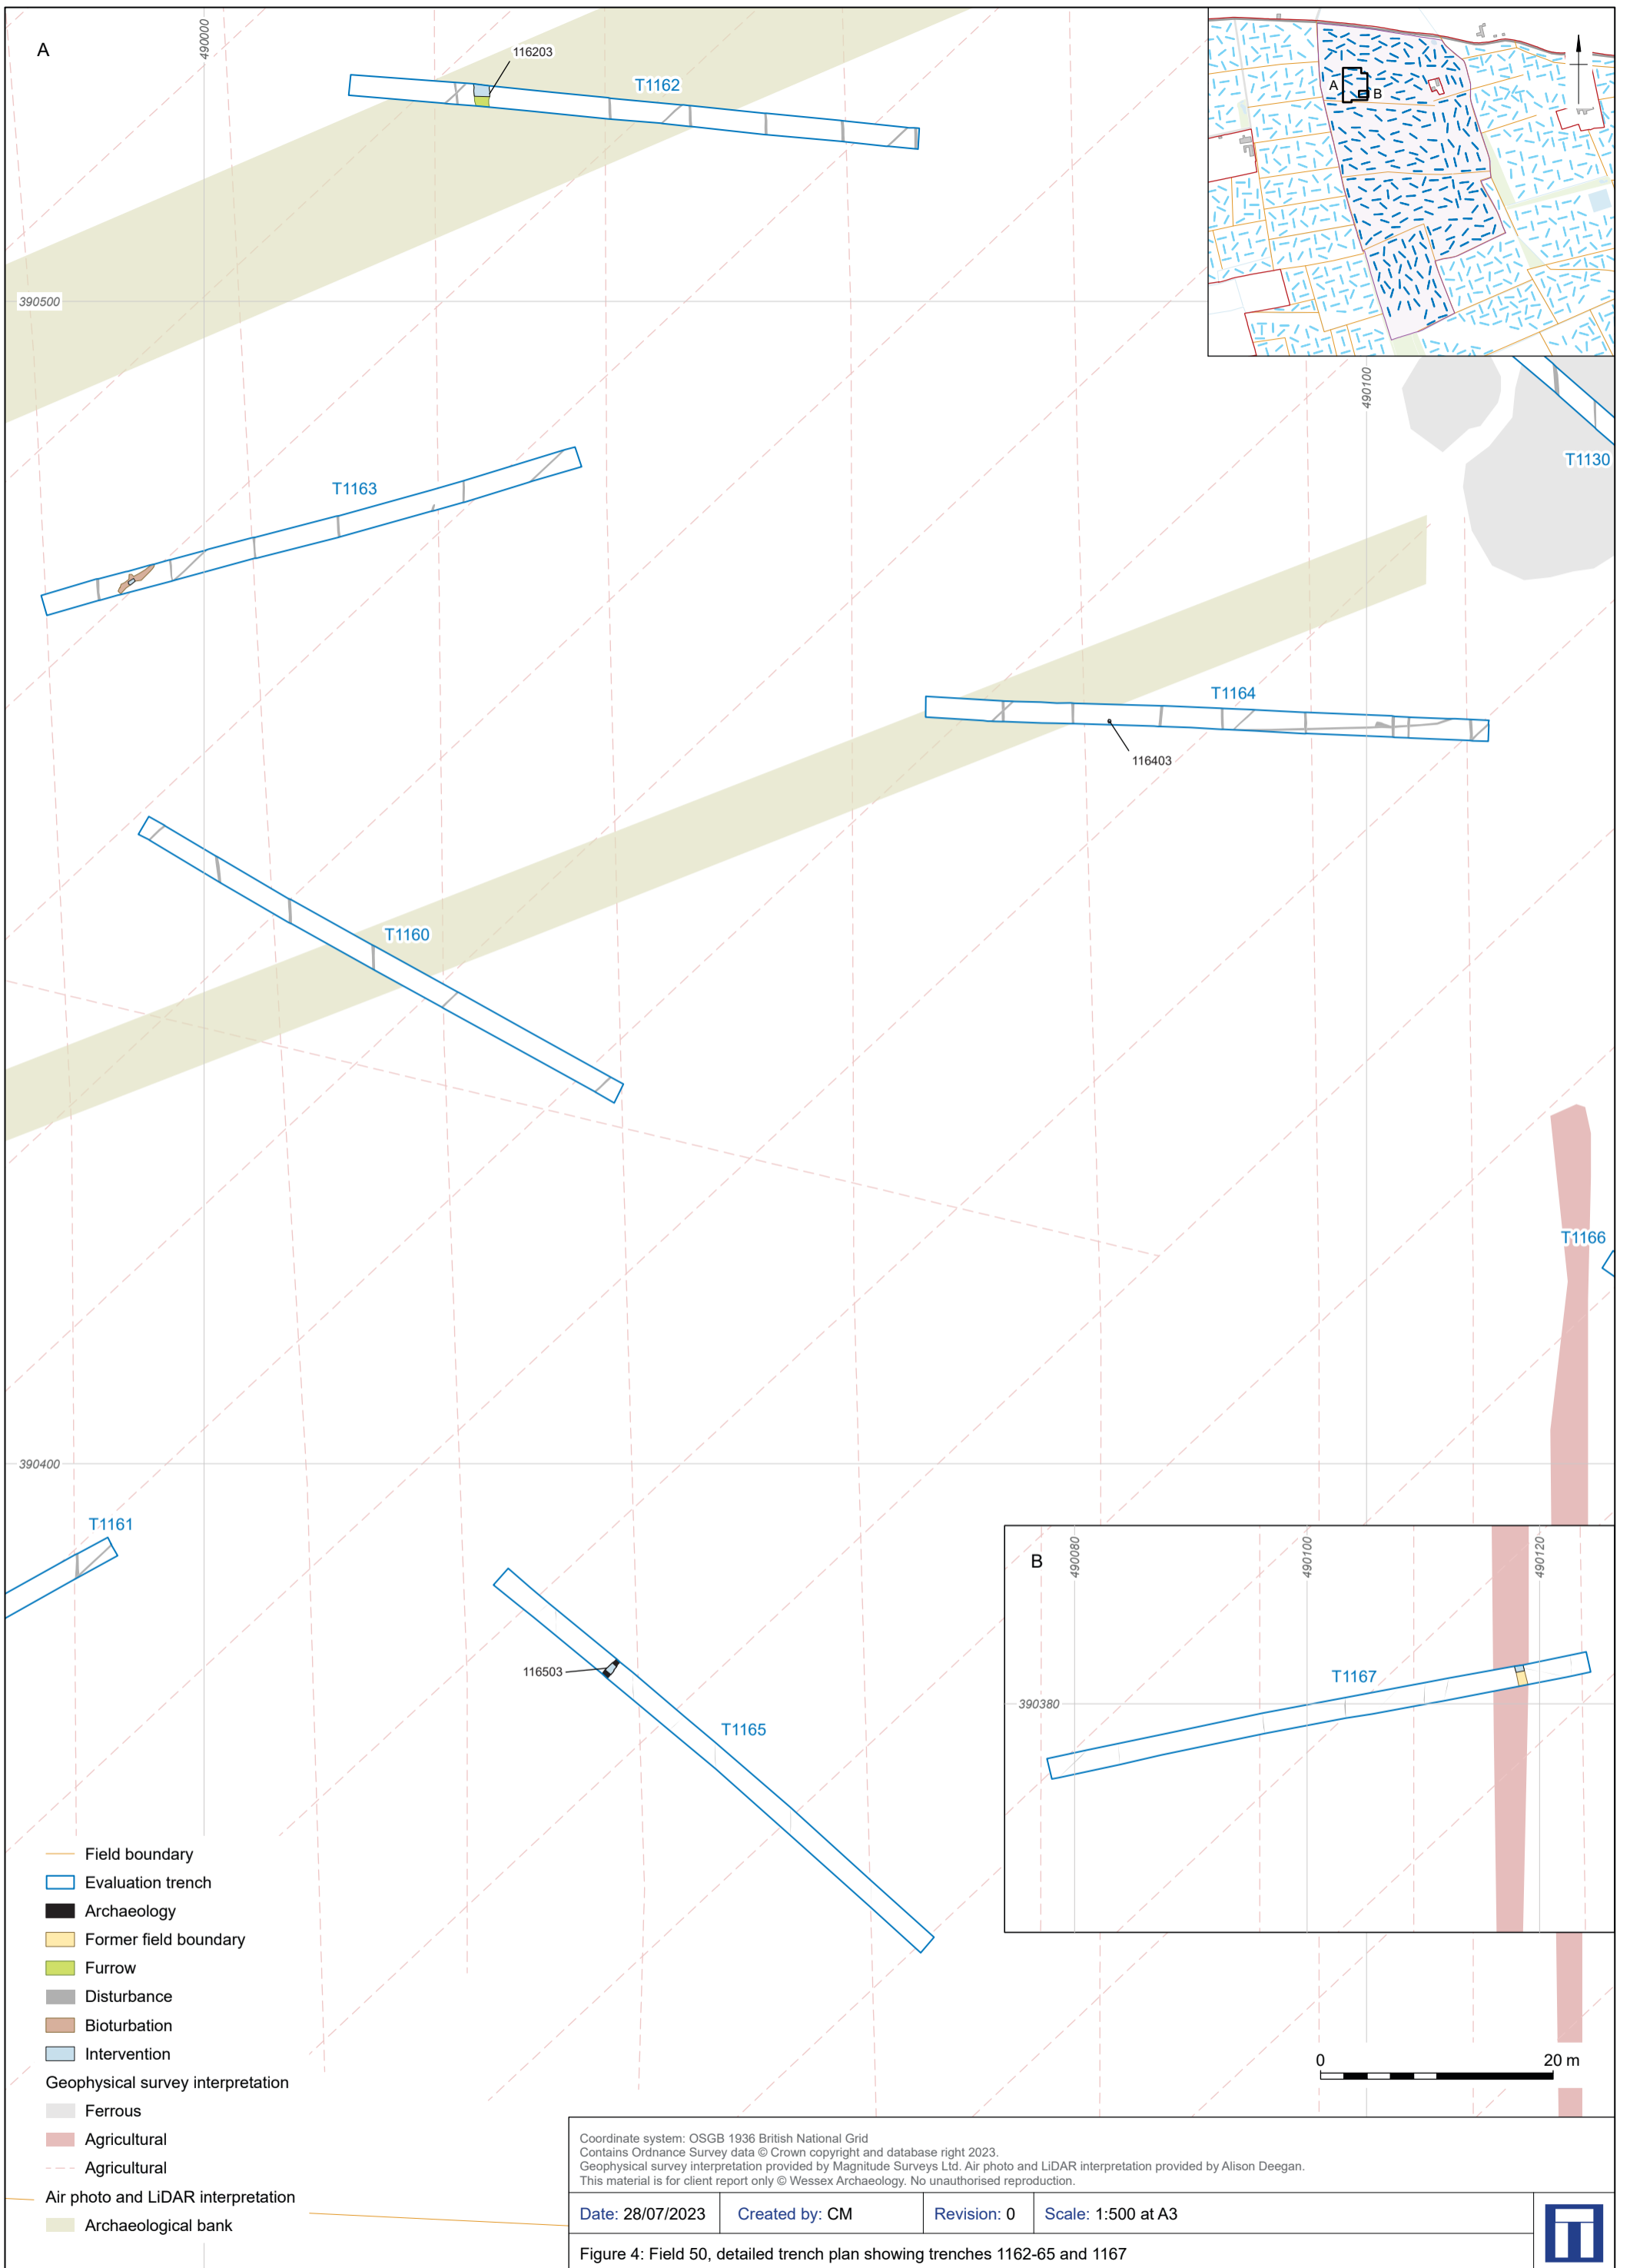 A
490000
116203
T1162
A
B
390500
490100
T1130
T1163
T1164
116403
T1160
T1166
390400
T1161
B
490080
490100
490120
T1167
390380
116503
T1165
Field boundary
Evaluation trench
Archaeology
Former field boundary
Furrow
Disturbance
Bioturbation
Intervention
Geophysical survey interpretation
Ferrous
Agricultural
Agricultural
Air photo and LiDAR interpretation
Archaeological bank
0 20 m
Coordinate system: OSGB 1936 British National Grid
Contains Ordnance Survey data © Crown copyright and database right 2023.
Geophysical survey interpretation provided by Magnitude Surveys Ltd. Air photo and LiDAR interpretation provided by Alison Deegan.
This material is for client report only © Wessex Archaeology. No unauthorised reproduction.
Date: 28/07/2023 Created by: CM Revision: 0 Scale: 1:500 at A3
Figure 4: Field 50, detailed trench plan showing trenches 1162-65 and 1167